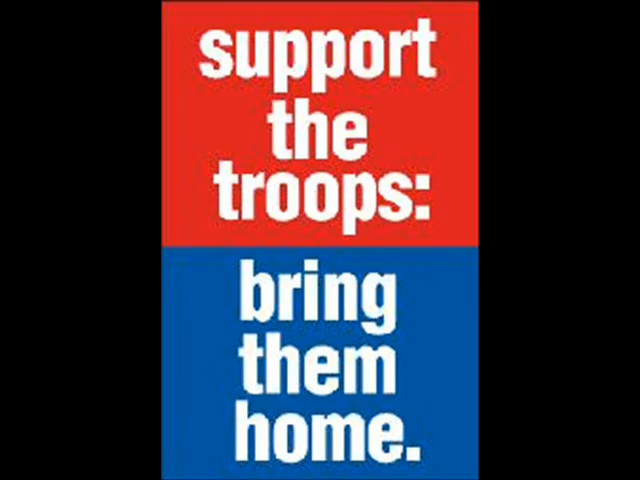 support
the
troops:
bring
them
home.